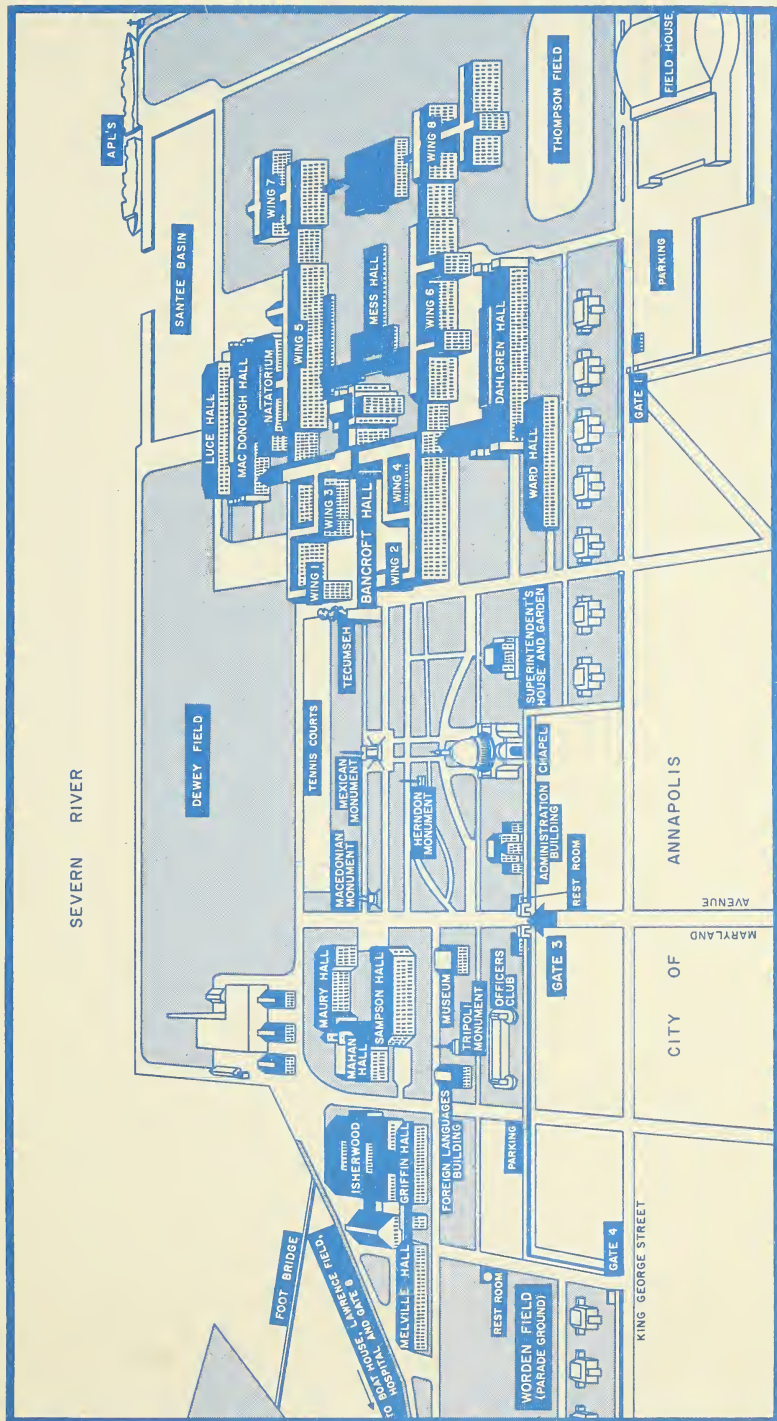 SEVERN RIVER
APL'S
SANTEE BASIN
DEWEY FIELD
FOOT BRIDGE
TO BOAT HOUSE, LAWRENCE FIELD,
HOSPITAL AND GATE 8
LUCE HALL
MAC DONOUGH HALL
NATATORIUM
WING 7
WING 5
MESS HALL
WING 8
WING 6
DAHLGREN HALL
WARD HALL
THOMPSON FIELD
FIELD HOUSE
PARKING
GATE 1
WING 3
WING 1
BANCROFT HALL
WING 4
WING 2
TECUMSEH
TENNIS COURTS
MEXICAN
MONUMENT
MACEDONIAN
MONUMENT
HERNDON
MONUMENT
SUPERINTENDENT'S
HOUSE AND GARDEN
CHAPEL
ADMINISTRATION
BUILDING
REST ROOM
GATE 3
MAURY HALL
MAHAN
HALL
SAMPSON HALL
MUSEUM
TRIPOLI
MONUMENT
OFFICERS
CLUB
ISHERWOOD
GRIFFIN HALL
MELVILLE HALL
FOREIGN LANGUAGES
BUILDING
PARKING
REST ROOM
WORDEN FIELD
(PARADE GROUND)
GATE 4
KING GEORGE STREET
MARYLAND AVENUE
CITY OF ANNAPOLIS